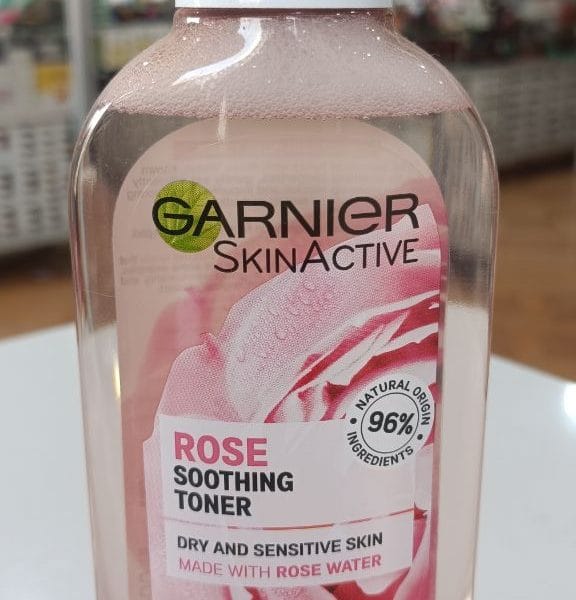 GARNIER
SKINACTIVE
NATURAL ORIGIN
96%
INGREDIENTS
ROSE
SOOTHING
TONER
DRY AND SENSITIVE SKIN
MADE WITH ROSE WATER